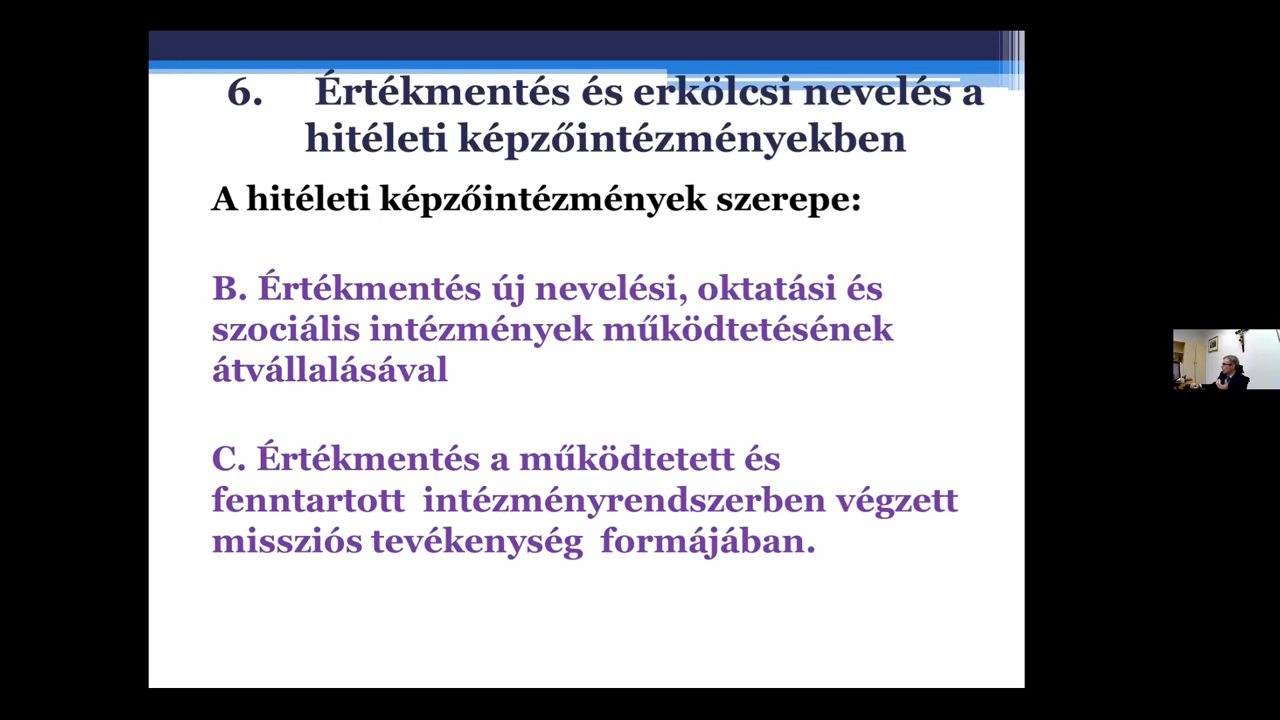 6. Értékmentés és erkölcsi nevelés a
hitéleti képzőintézményekben
A hitéleti képzőintézmények szerepe:
B. Értékmentés új nevelési, oktatási és
szociális intézmények működtetésének
átvállalásával
C. Értékmentés a működtetett és
fenntartott intézményrendszerben végzett
missziós tevékenység formájában.